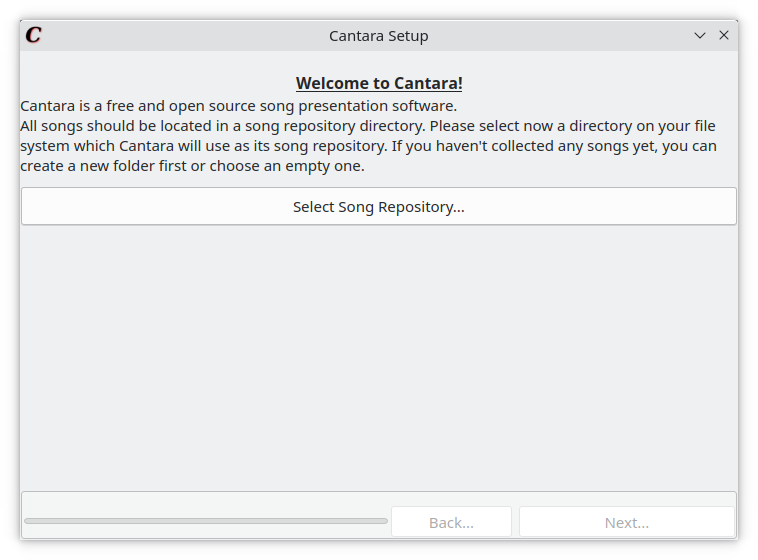 C
Cantara Setup
Welcome to Cantara!
Cantara is a free and open source song presentation software.
All songs should be located in a song repository directory. Please select now a directory on your file
system which Cantara will use as its song repository. If you haven't collected any songs yet, you can
create a new folder first or choose an empty one.
Select Song Repository...
Back...
Next...